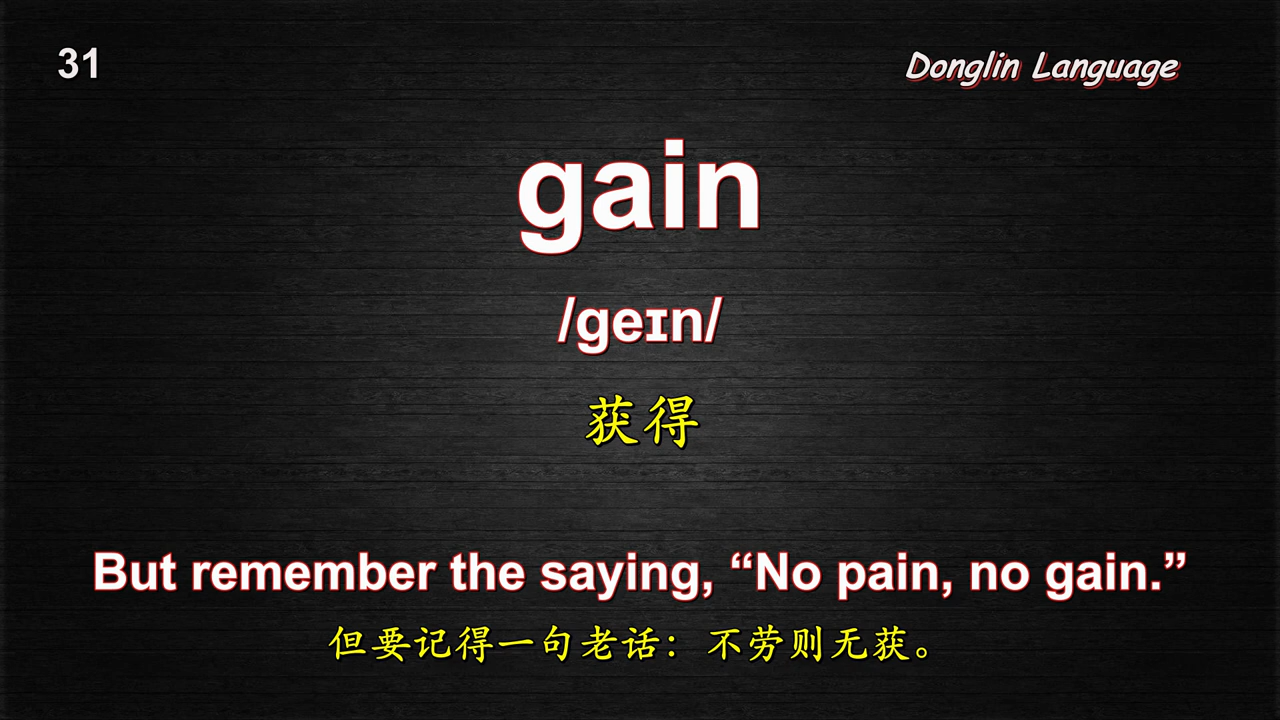 31
Donglin Language
gain
/ɡeɪn/
获得
But remember the saying, “No pain, no gain.”
但要记得一句老话：不劳则无获。